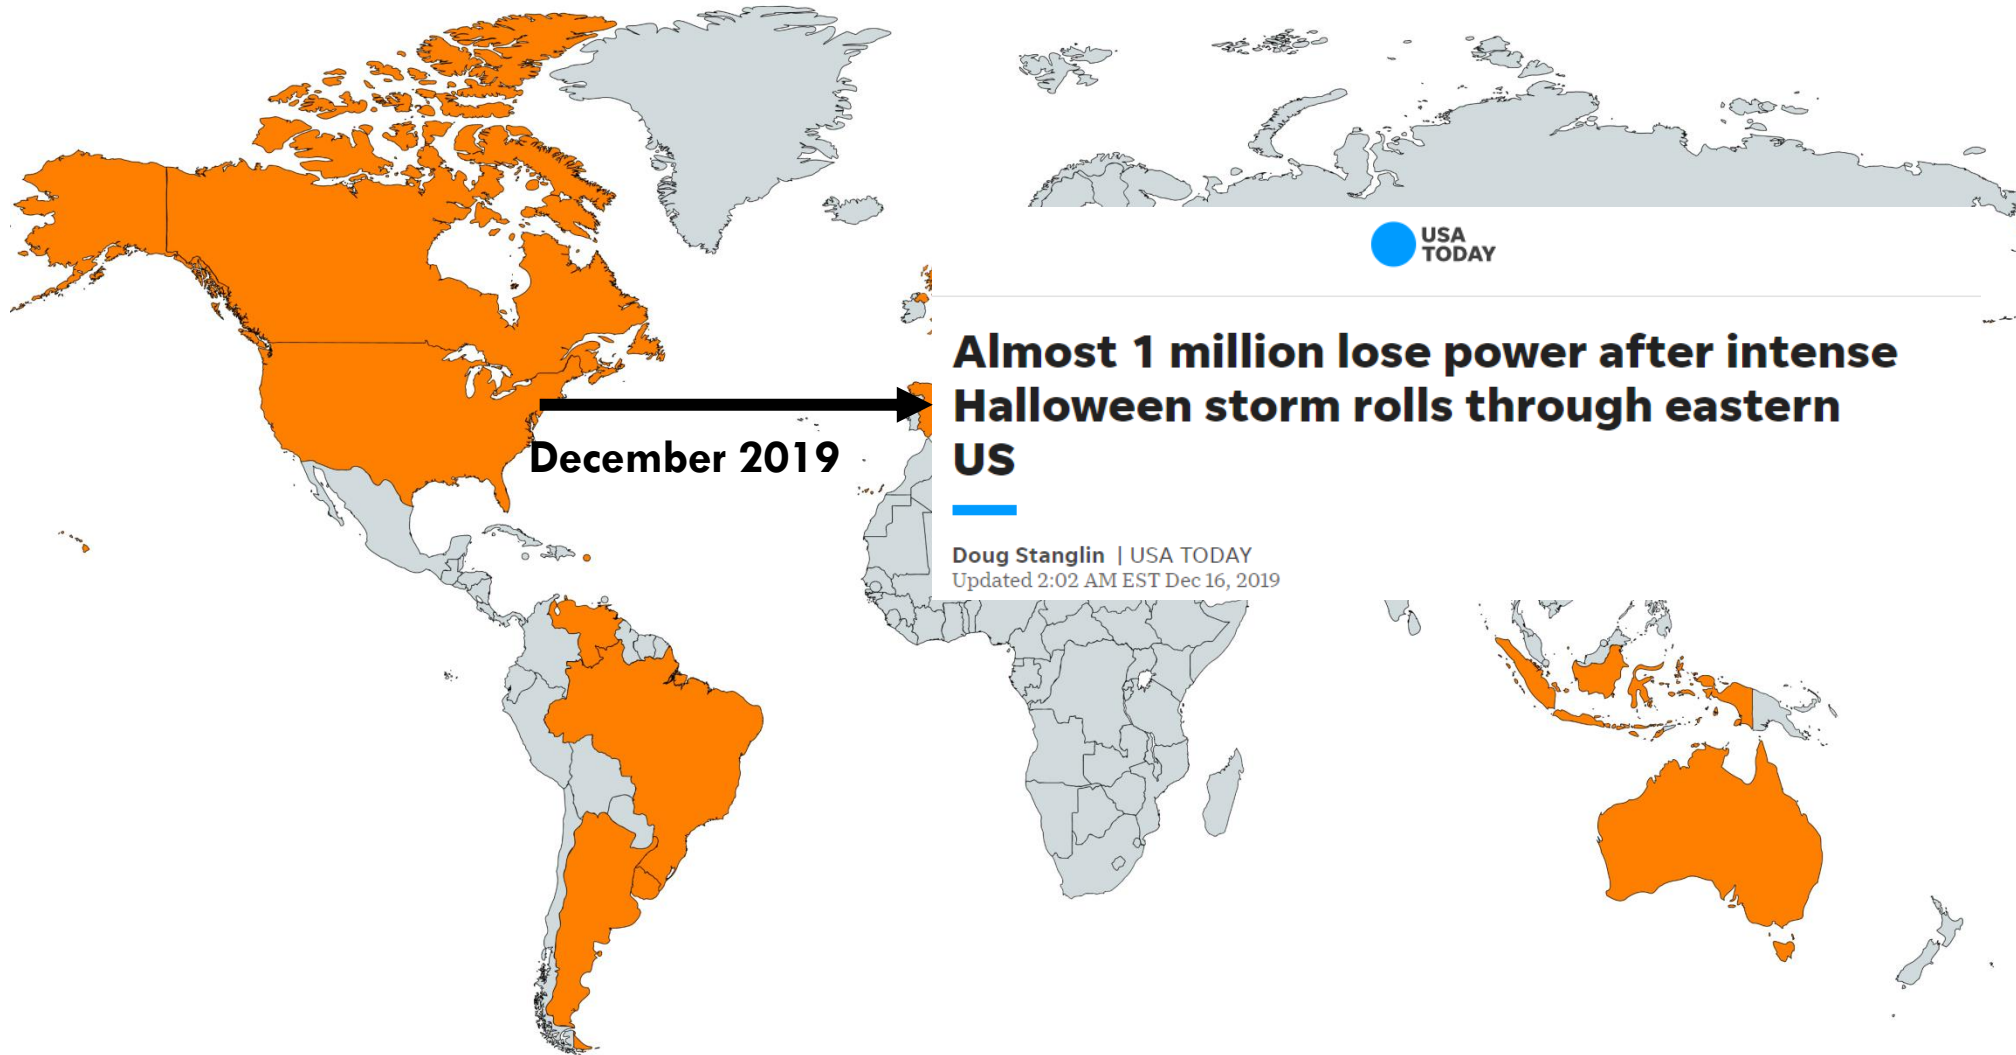 USA
TODAY
Almost 1 million lose power after intense
Halloween storm rolls through eastern
US
December 2019
Doug Stanglin | USA TODAY
Updated 2:02 AM EST Dec 16, 2019